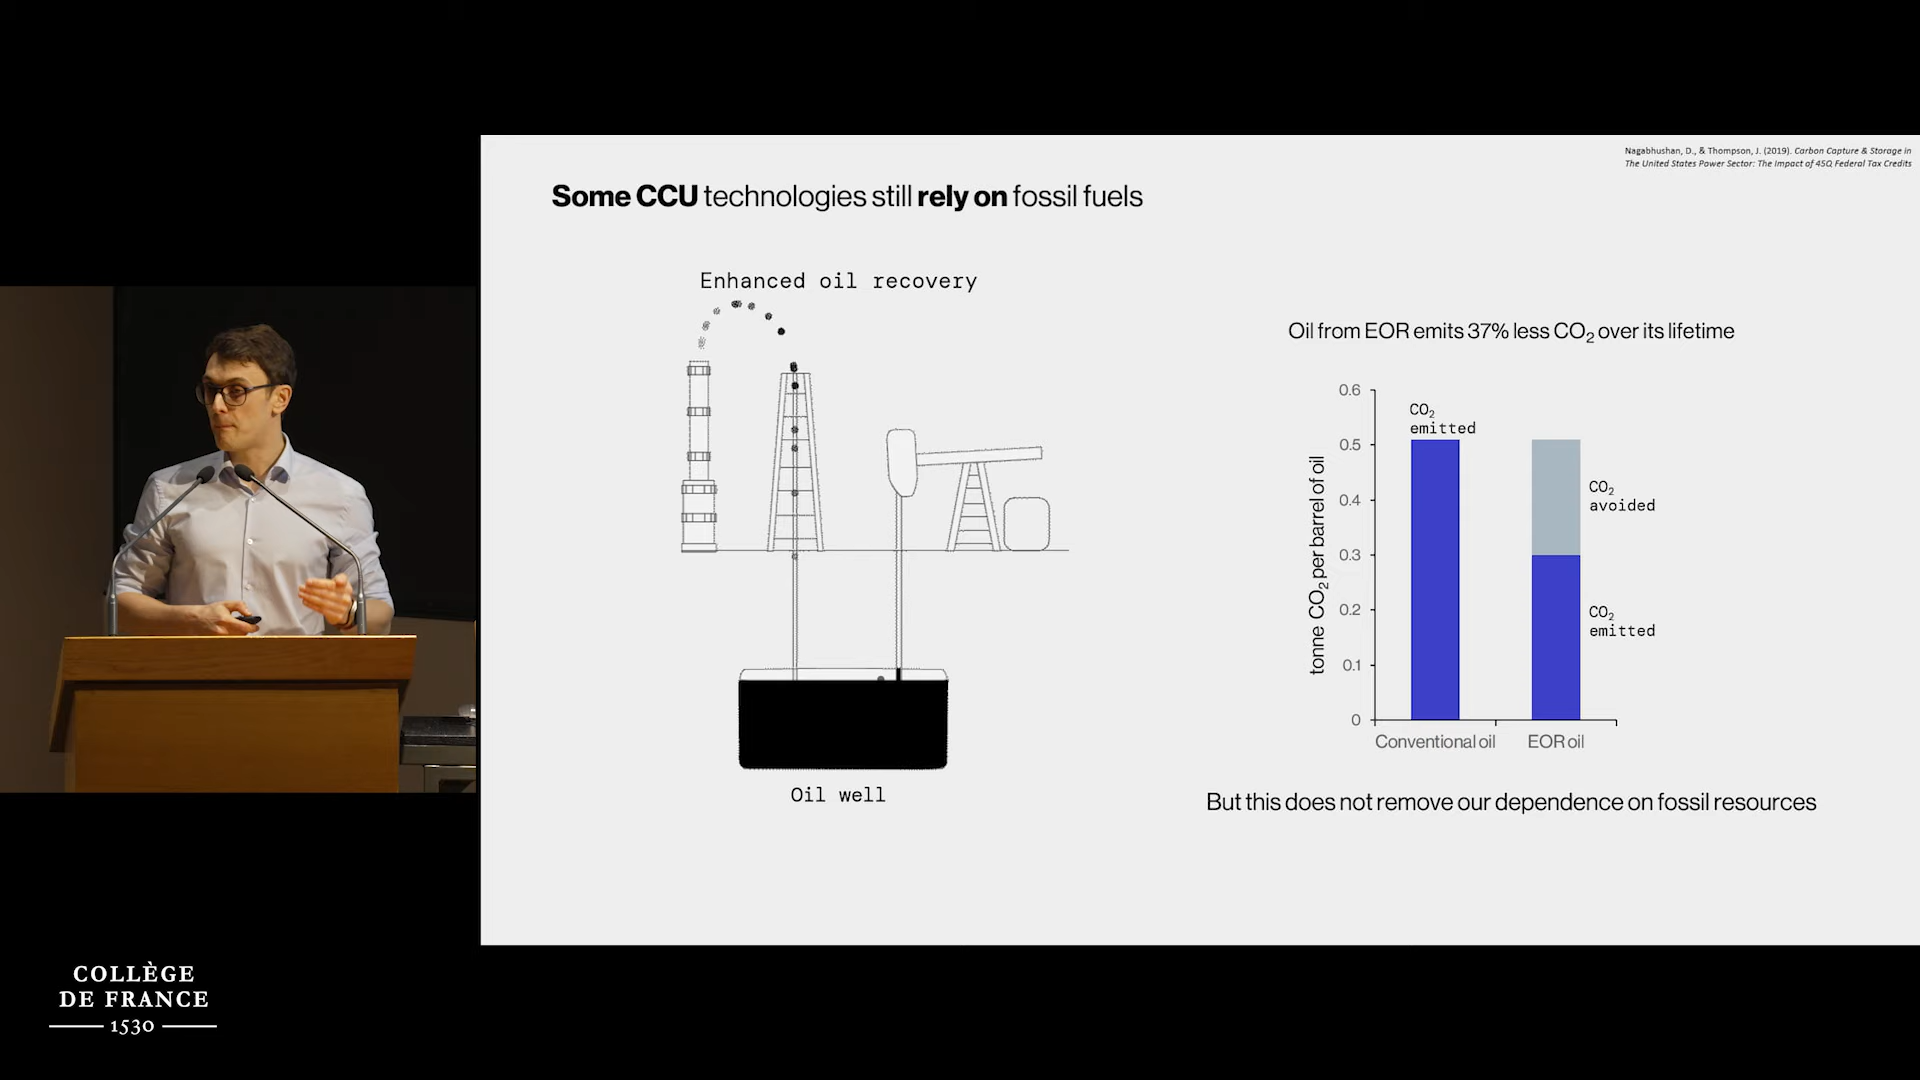 Nagabhushan, D., & Thompson, J. (2019). Carbon Capture & Storage in
The United States Power Sector: The Impact of 45Q Federal Tax Credits
Some CCU technologies still rely on fossil fuels
Enhanced oil recovery
Oil well
Oil from EOR emits 37% less CO₂ over its lifetime
tonne CO₂ per barrel of oil
0.6
0.5
0.4
0.3
0.2
0.1
0
CO₂
emitted
CO₂
avoided
CO₂
emitted
Conventional oil
EOR oil
But this does not remove our dependence on fossil resources
COLLÈGE
DE FRANCE
1530